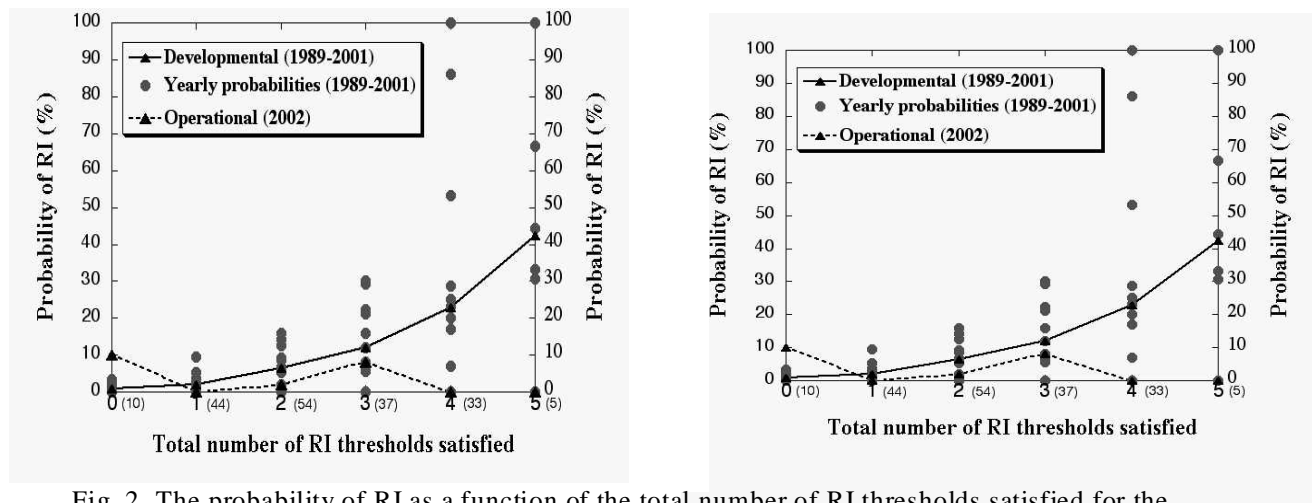 100
90
80
70
60
50
40
30
20
10
0
Probability of RI (%)
Developmental (1989-2001)
Yearly probabilities (1989-2001)
Operational (2002)
100
90
80
70
60
50
40
30
20
10
0
Probability of RI (%)
0 (10) 1 (44) 2 (54) 3 (37) 4 (33) 5 (5)
Total number of RI thresholds satisfied
100
90
80
70
60
50
40
30
20
10
0
Probability of RI (%)
Developmental (1989-2001)
Yearly probabilities (1989-2001)
Operational (2002)
100
90
80
70
60
50
40
30
20
10
0
Probability of RI (%)
0 (10) 1 (44) 2 (54) 3 (37) 4 (33) 5 (5)
Total number of RI thresholds satisfied
Fig. 2. The probability of RI as a function of the total number of RI thresholds satisfied for the